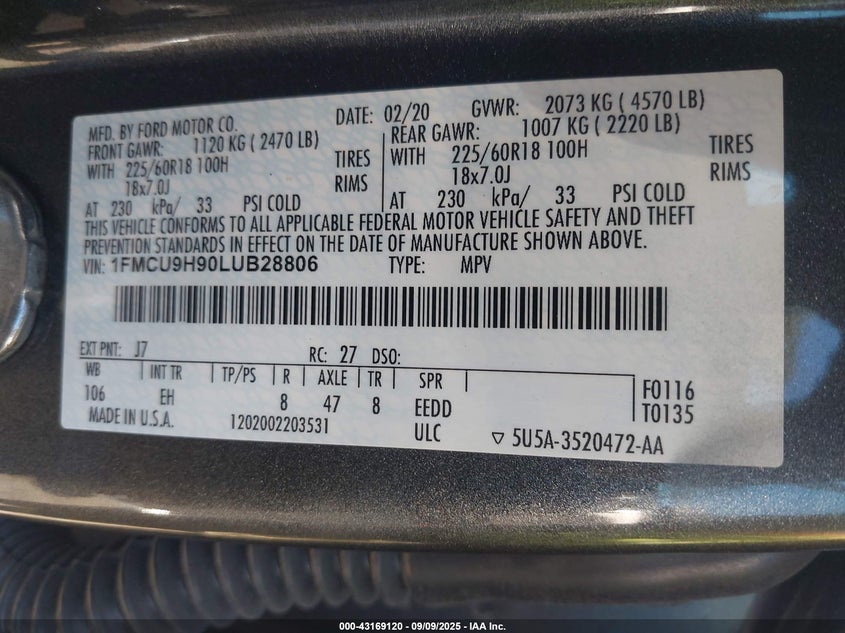 MFD. BY FORD MOTOR CO. DATE: 02/20 GVWR: 2073 KG ( 4570 LB)
FRONT GAWR: 1120 KG ( 2470 LB) REAR GAWR: 1007 KG ( 2220 LB)
WITH 225/60R18 100H TIRES WITH 225/60R18 100H TIRES
18x7.0J RIMS 18x7.0J RIMS
AT 230 kPa/ 33 PSI COLD AT 230 kPa/ 33 PSI COLD
THIS VEHICLE CONFORMS TO ALL APPLICABLE FEDERAL MOTOR VEHICLE SAFETY AND THEFT
PREVENTION STANDARDS IN EFFECT ON THE DATE OF MANUFACTURE SHOWN ABOVE.
VIN: 1FMCU9H90LUB28806 TYPE: MPV
EXT PNT: J7 RC: 27 DSO:
WB INT TR TP/PS R AXLE TR SPR
106 EH 8 47 8 EEDD F0116
MADE IN U.S.A. 1202002203531 ULC T0135
5U5A-3520472-AA
000-43169120 - 09/09/2025 - IAA Inc.